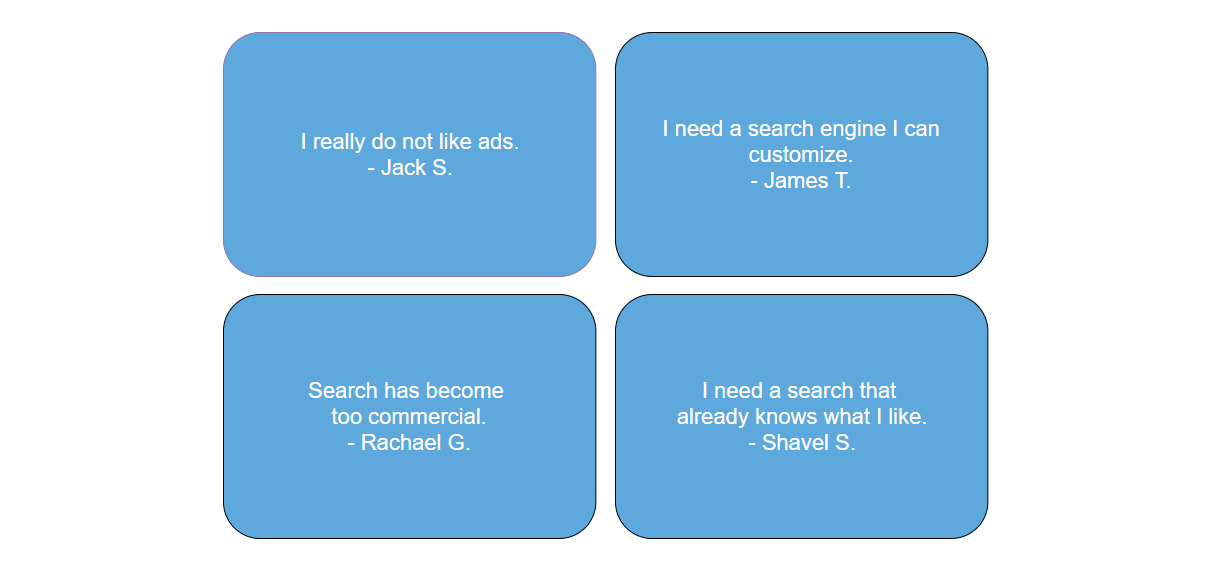 I really do not like ads.
- Jack S.
I need a search engine I can
customize.
- James T.
Search has become
too commercial.
- Rachael G.
I need a search that
already knows what I like.
- Shavel S.